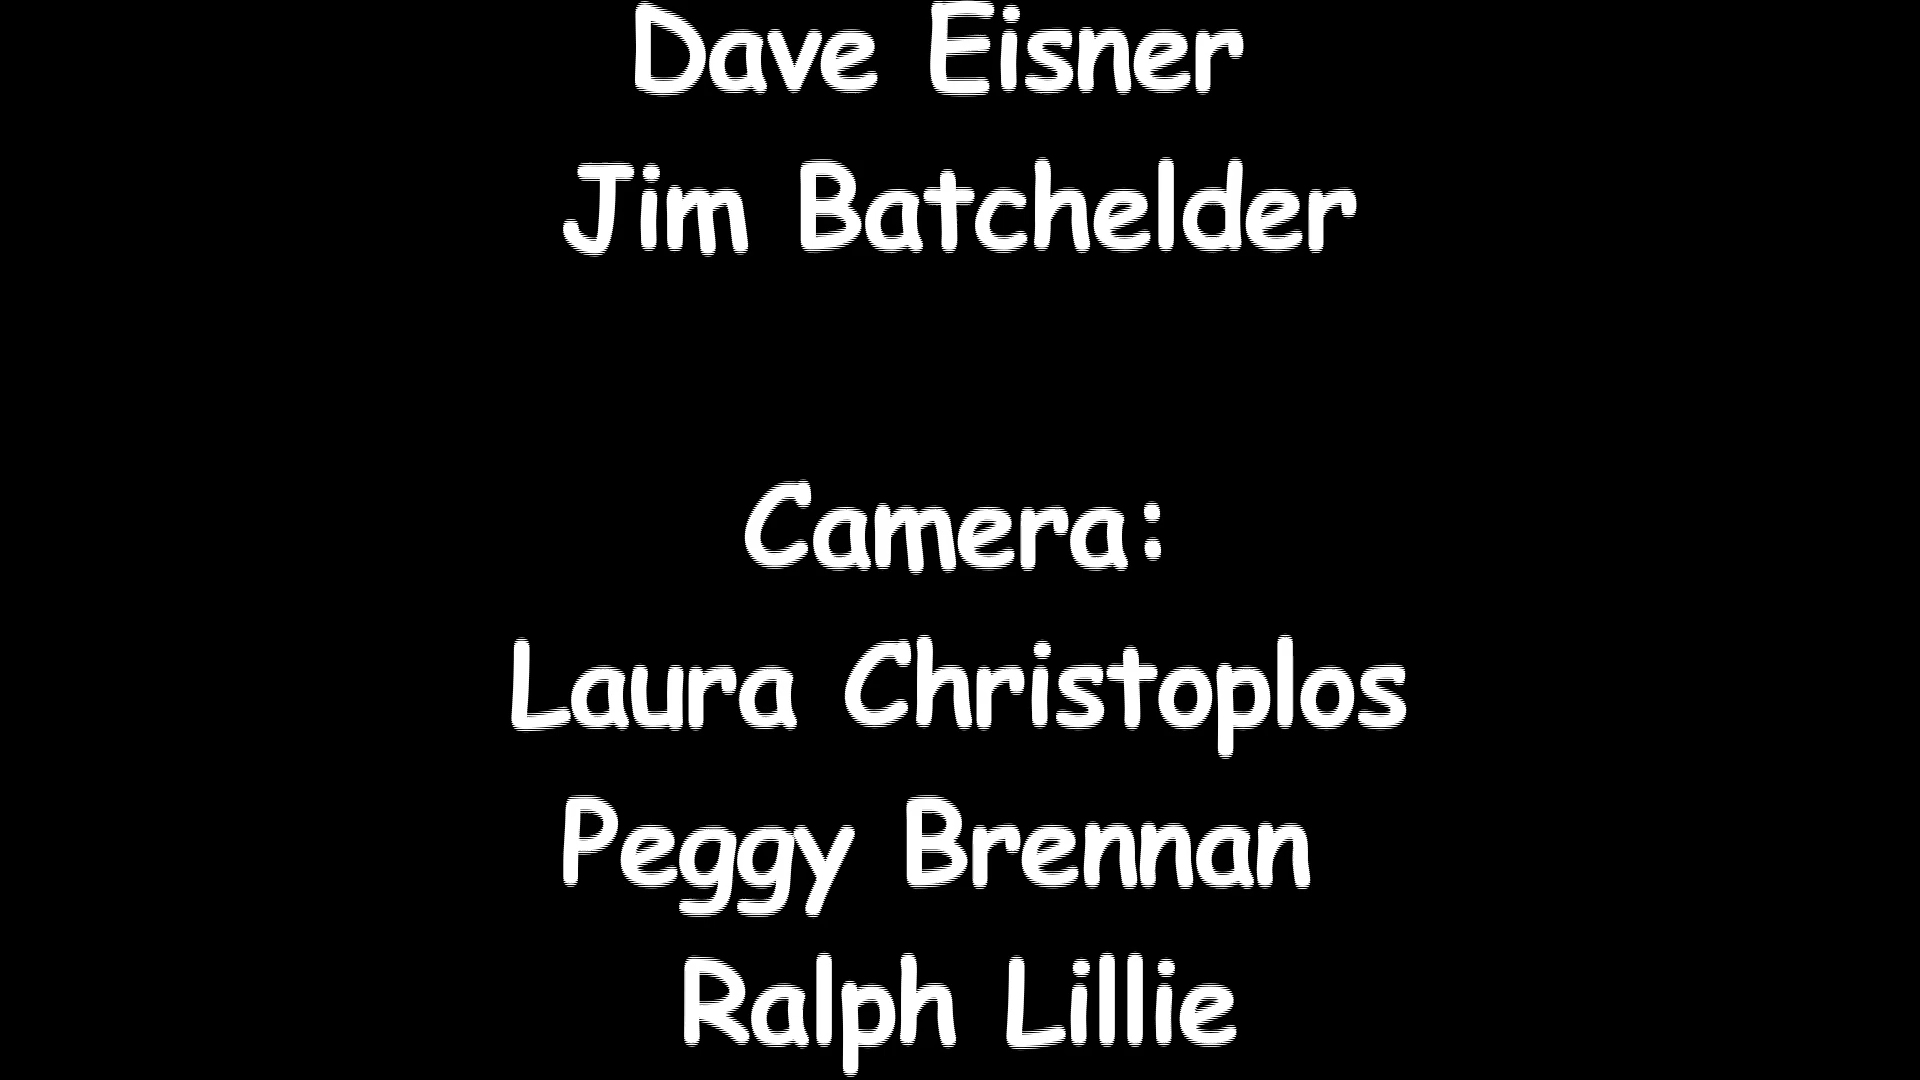 Dave Eisner
Jim Batchelder
Camera:
Laura Christoplos
Peggy Brennan
Ralph Lillie